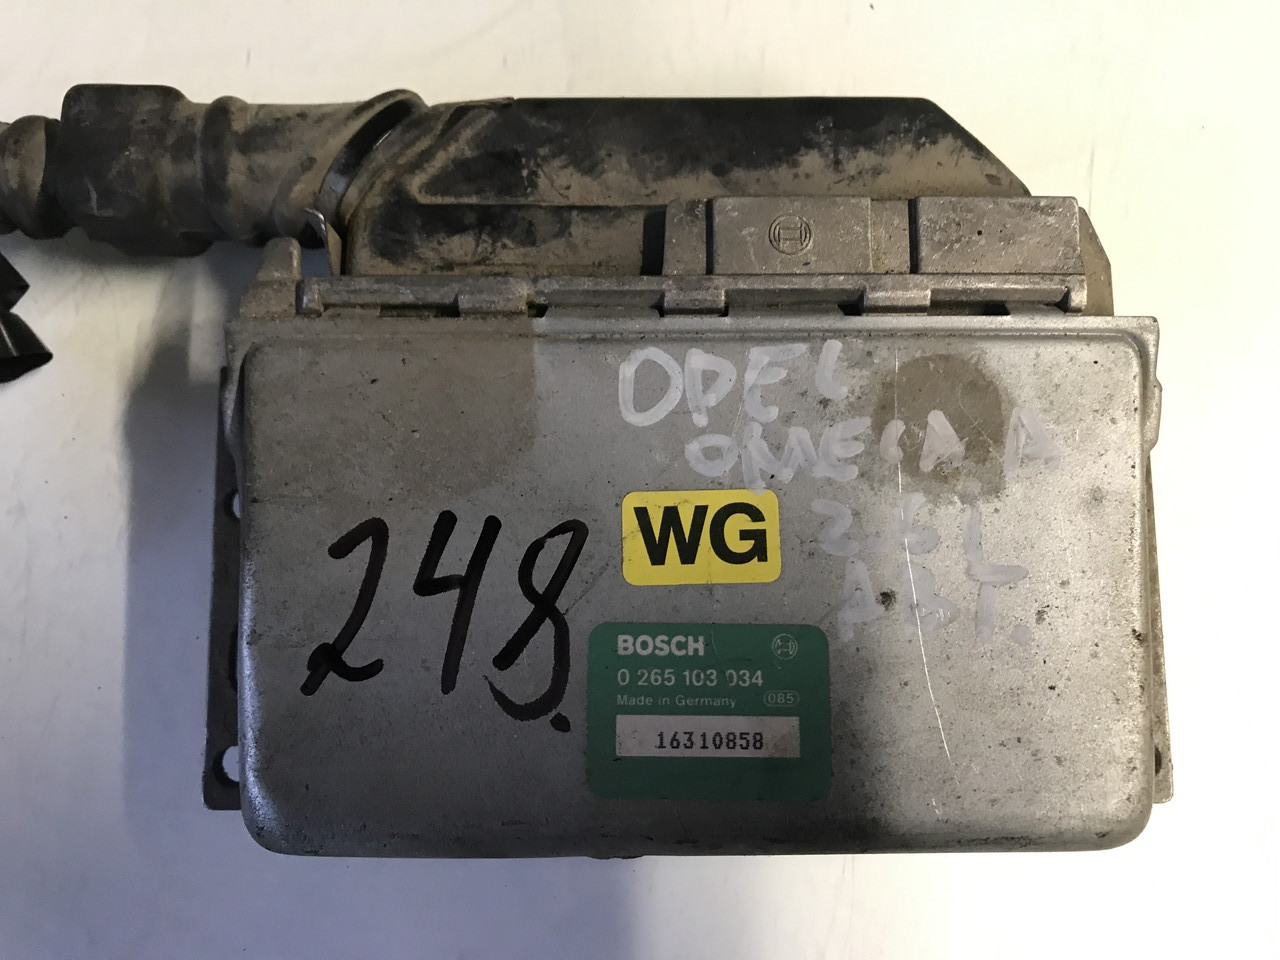 OPEL
OMEGA A
2.6 L
ABT.
WG
248.
BOSCH
0 265 103 034
Made in Germany 085
16310858